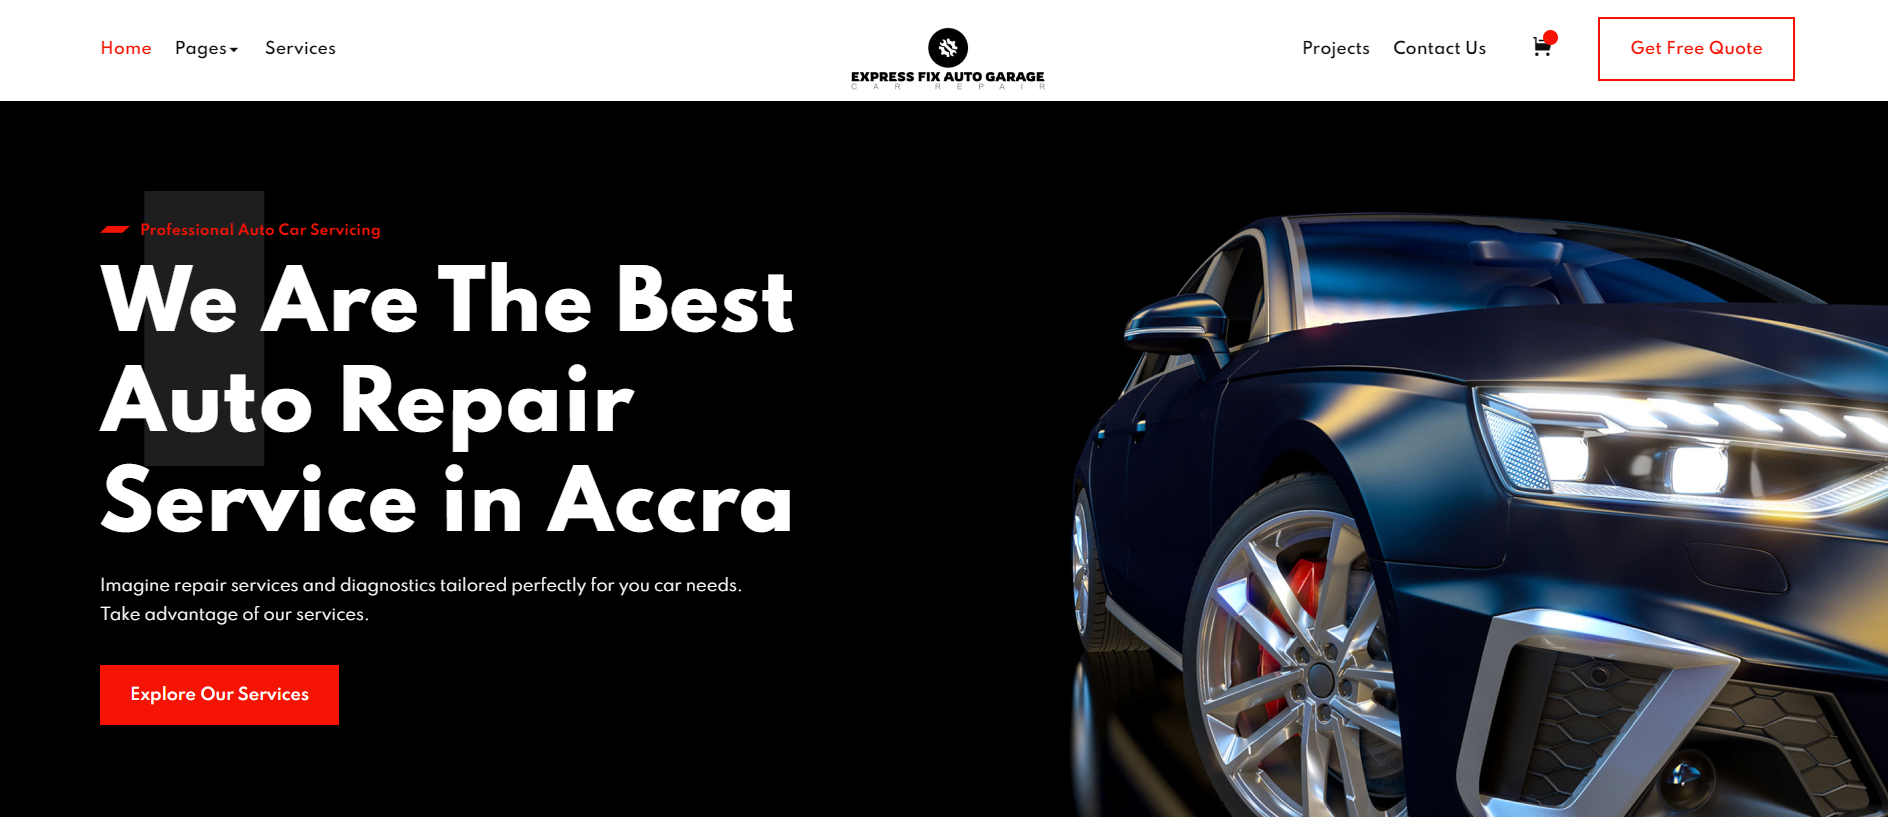 Home Pages Services
EXPRESS FIX AUTO GARAGE
CAR REPAIR
Projects Contact Us
Get Free Quote
Professional Auto Car Servicing
We Are The Best
Auto Repair
Service in Accra
Imagine repair services and diagnostics tailored perfectly for you car needs.
Take advantage of our services.
Explore Our Services